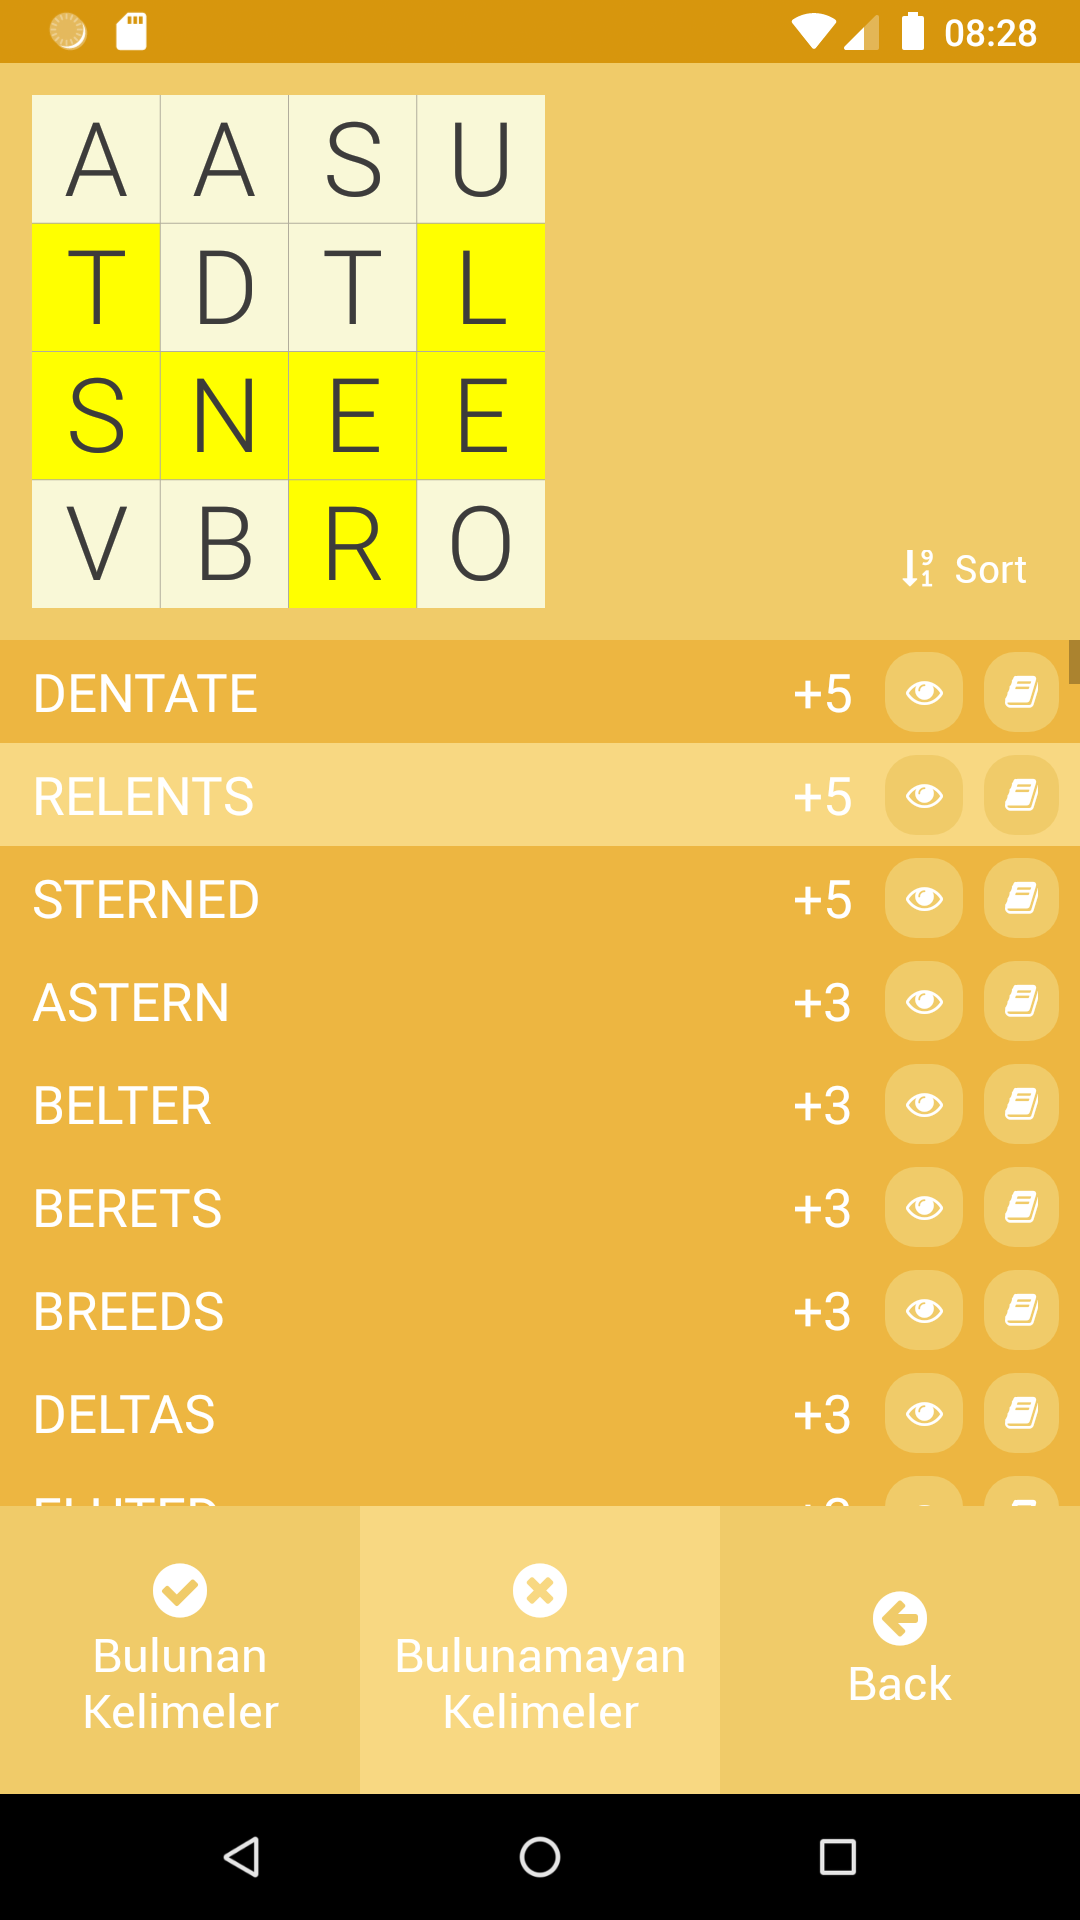 08:28
A A S U
T D T L
S N E E
V B R O
Sort
DENTATE +5
RELENTS +5
STERNED +5
ASTERN +3
BELTER +3
BERETS +3
BREEDS +3
DELTAS +3
Bulunan
Kelimeler
Bulunamayan
Kelimeler
Back